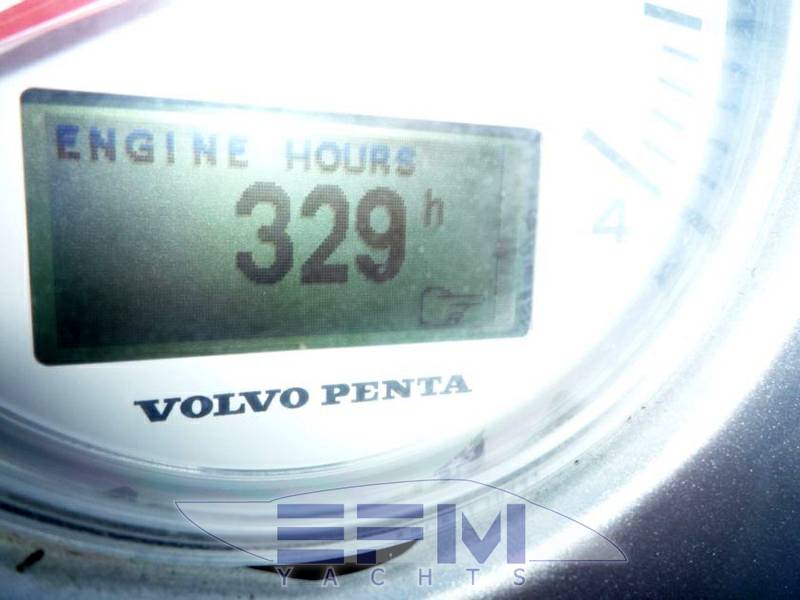 ENGINE HOURS
329 h
4
VOLVO PENTA
EFM
YACHTS